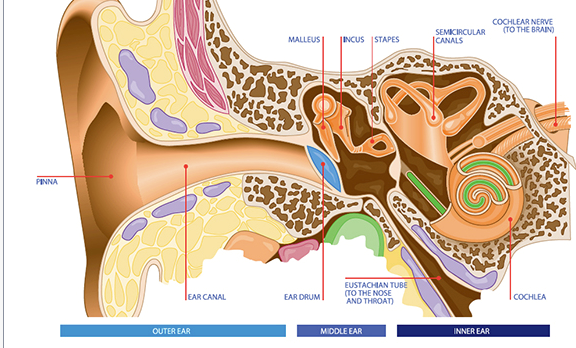 MALLEUS
INCUS
STAPES
SEMICIRCULAR
CANALS
COCHLEAR NERVE
(TO THE BRAIN)
PINNA
EAR CANAL
EAR DRUM
EUSTACHIAN TUBE
(TO THE NOSE
AND THROAT)
COCHLEA
OUTER EAR
MIDDLE EAR
INNER EAR